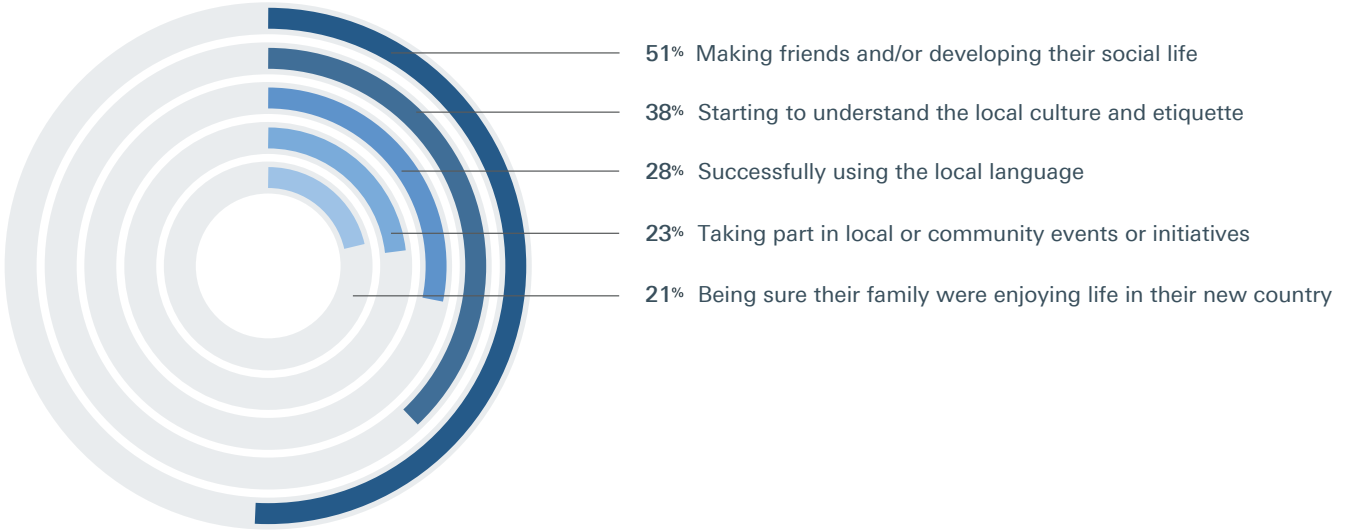 51% Making friends and/or developing their social life
38% Starting to understand the local culture and etiquette
28% Successfully using the local language
23% Taking part in local or community events or initiatives
21% Being sure their family were enjoying life in their new country